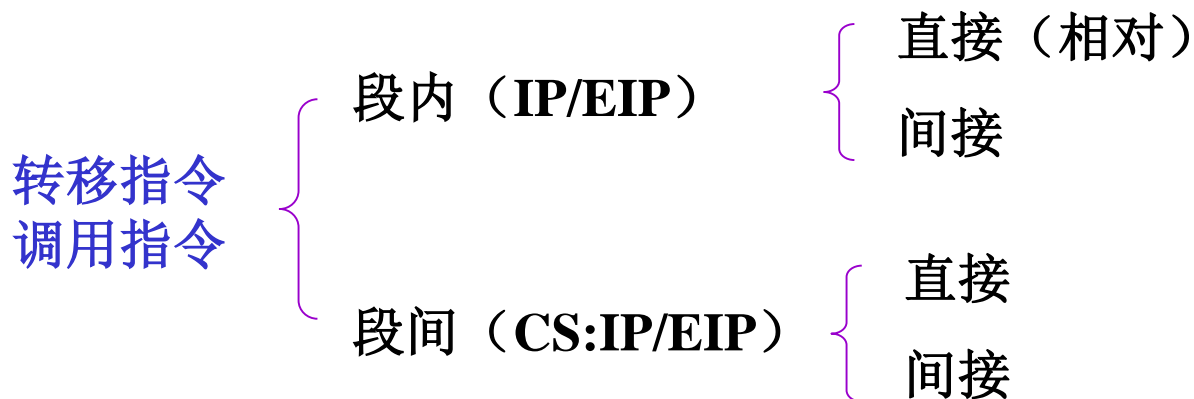 直接（相对）
段内（IP/EIP）
间接
转移指令
调用指令
直接
段间（CS:IP/EIP）
间接